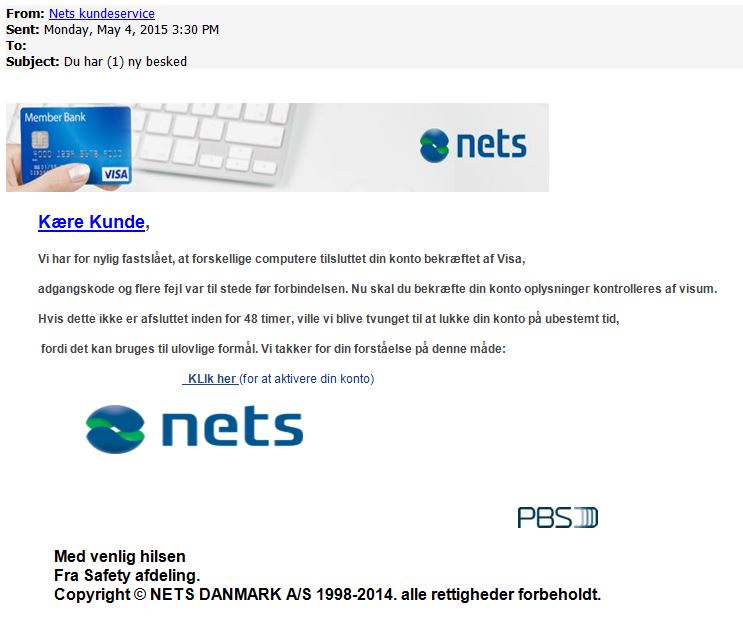 From: Nets kundeservice
Sent: Monday, May 4, 2015 3:30 PM
To:
Subject: Du har (1) ny besked
Member Bank
VISA
nets
Kære Kunde,
Vi har for nylig fastslået, at forskellige computere tilsluttet din konto bekræftet af Visa,
adgangskode og flere fejl var til stede før forbindelsen. Nu skal du bekræfte din konto oplysninger kontrolleres af visum.
Hvis dette ikke er afsluttet inden for 48 timer, ville vi blive tvunget til at lukke din konto på ubestemt tid,
fordi det kan bruges til ulovlige formål. Vi takker for din forståelse på denne måde:
KLIk her (for at aktivere din konto)
nets
PBS
Med venlig hilsen
Fra Safety afdeling.
Copyright © NETS DANMARK A/S 1998-2014. alle rettigheder forbeholdt.